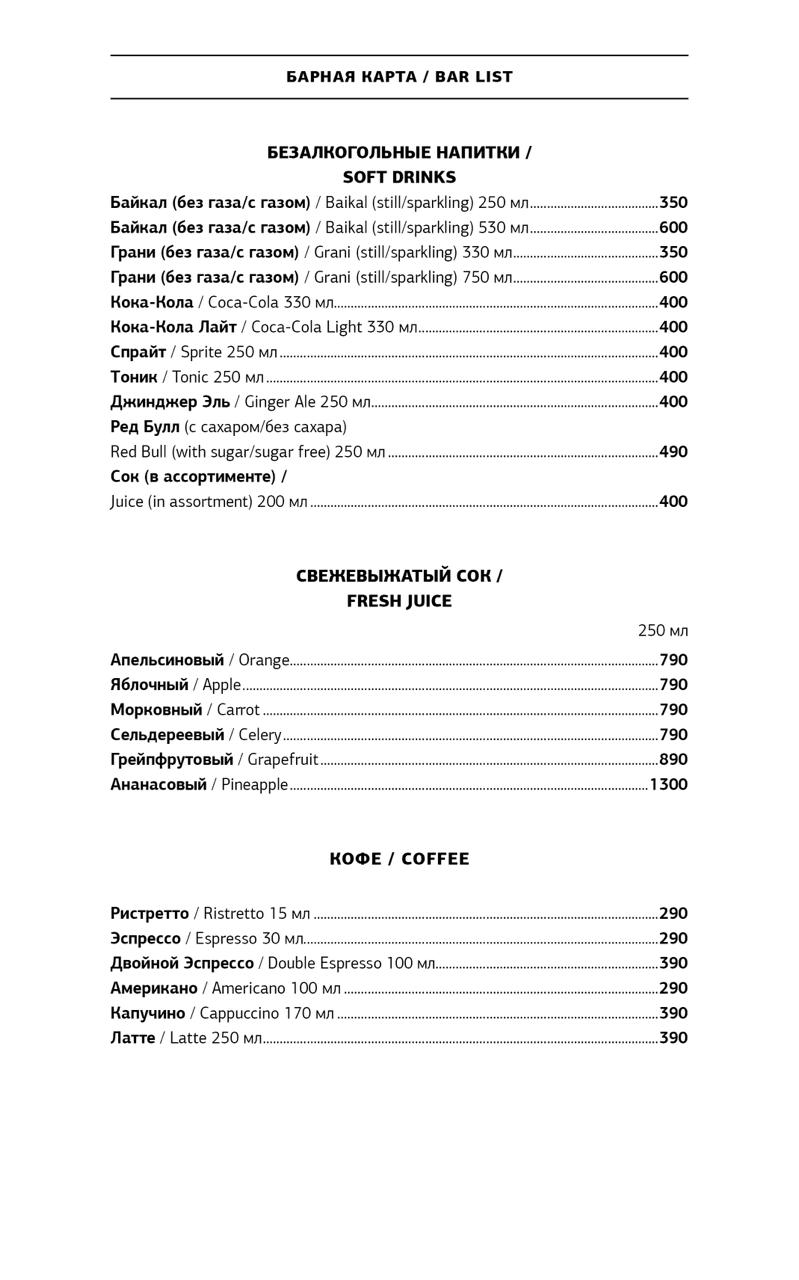 БАРНАЯ КАРТА / BAR LIST
БЕЗАЛКОГОЛЬНЫЕ НАПИТКИ /
SOFT DRINKS
Байкал (без газа/с газом) / Baikal (still/sparkling) 250 мл 350
Байкал (без газа/с газом) / Baikal (still/sparkling) 530 мл 600
Грани (без газа/с газом) / Grani (still/sparkling) 330 мл 350
Грани (без газа/с газом) / Grani (still/sparkling) 750 мл 600
Кока-Кола / Coca-Cola 330 мл 400
Кока-Кола Лайт / Coca-Cola Light 330 мл 400
Спрайт / Sprite 250 мл 400
Тоник / Tonic 250 мл 400
Джинджер Эль / Ginger Ale 250 мл 400
Ред Булл (с сахаром/без сахара)
Red Bull (with sugar/sugar free) 250 мл 490
Сок (в ассортименте) /
Juice (in assortment) 200 мл 400
СВЕЖЕВЫЖАТЫЙ СОК /
FRESH JUICE
250 мл
Апельсиновый / Orange 790
Яблочный / Apple 790
Морковный / Carrot 790
Сельдереевый / Celery 790
Грейпфрутовый / Grapefruit 890
Ананасовый / Pineapple 1300
КОФЕ / COFFEE
Ристретто / Ristretto 15 мл 290
Эспрессо / Espresso 30 мл 290
Двойной Эспрессо / Double Espresso 100 мл 390
Американо / Americano 100 мл 290
Капучино / Cappuccino 170 мл 390
Латте / Latte 250 мл 390